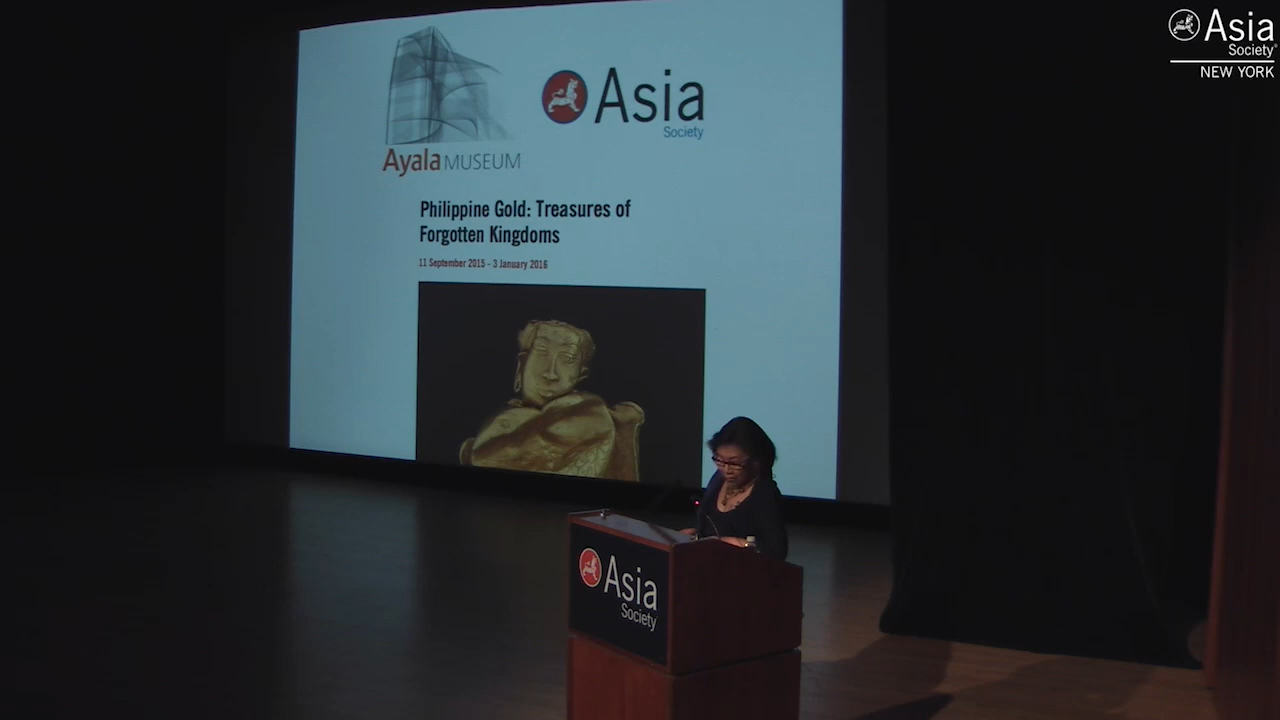 Asia
Society
NEW YORK
Asia
Society
Ayala MUSEUM
Philippine Gold: Treasures of
Forgotten Kingdoms
11 September 2015 - 3 January 2016
Asia
Society